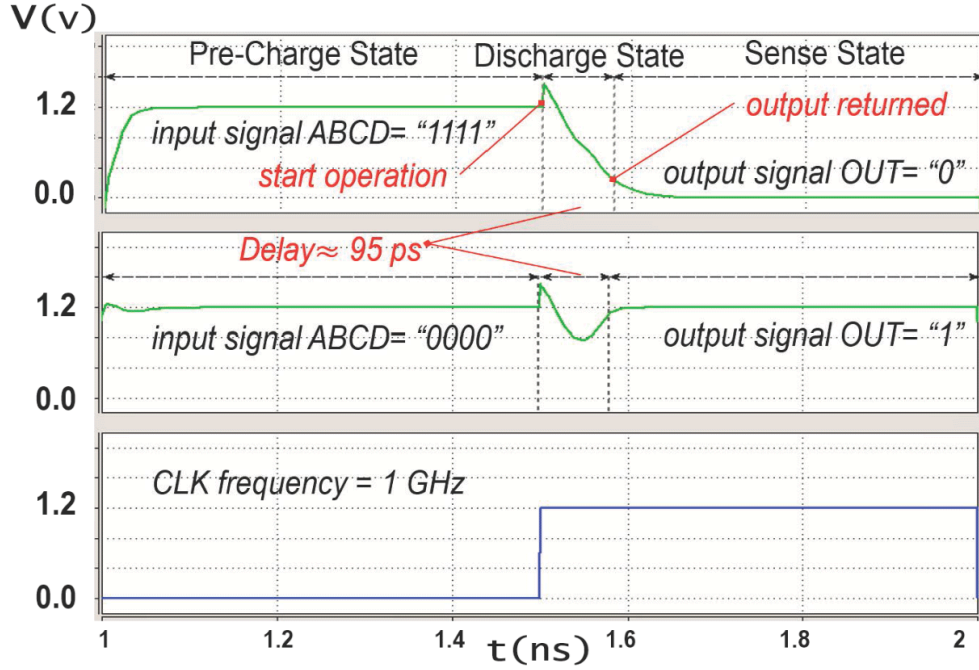 V(v)
Pre-Charge State
Discharge State
Sense State
1.2
output returned
input signal ABCD= “1111”
start operation
output signal OUT= “0”
0.0
Delay≈ 95 ps
1.2
input signal ABCD= “0000”
output signal OUT= “1”
0.0
CLK frequency = 1 GHz
1.2
0.0
1
1.2
1.4
t(ns)
1.6
1.8
2